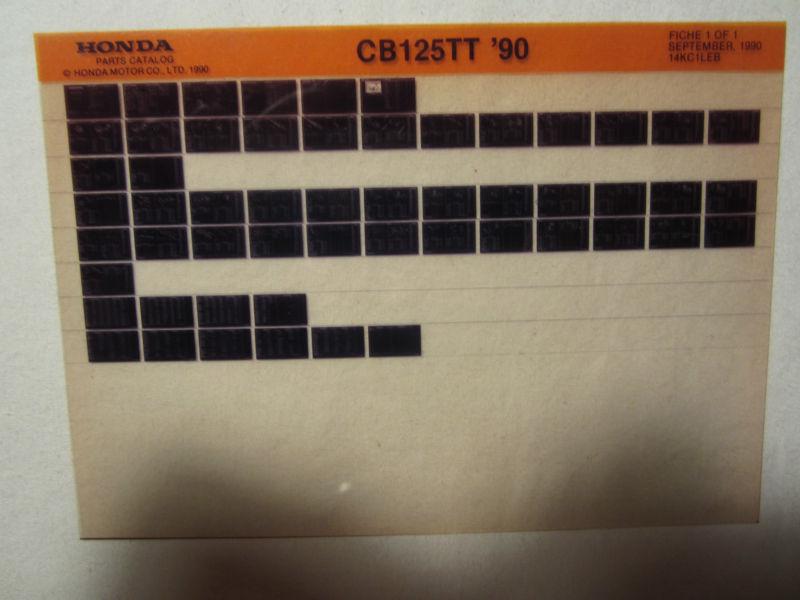 HONDA
PARTS CATALOG
© HONDA MOTOR CO., LTD. 1990
CB125TT '90
FICHE 1 OF 1
SEPTEMBER, 1990
14KC1LEB